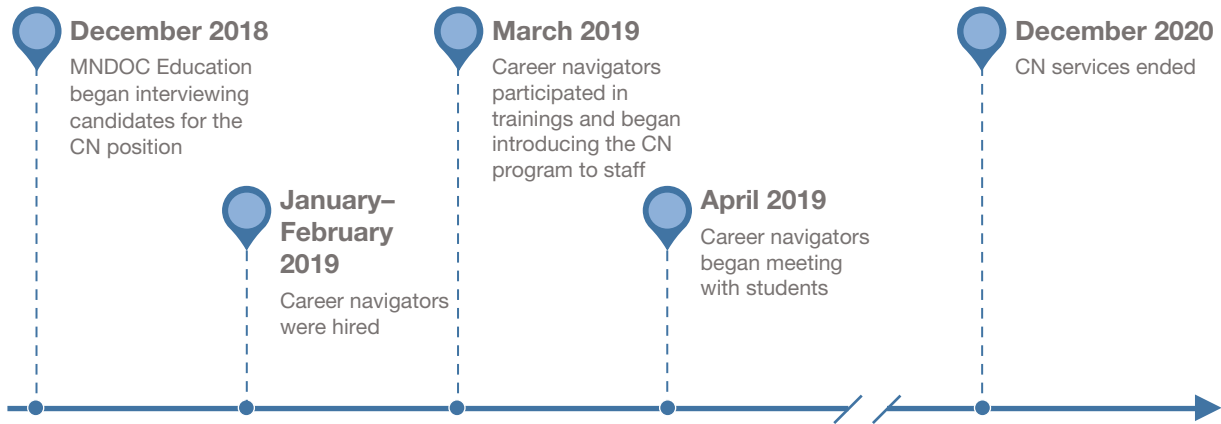 December 2018
MNDOC Education
began interviewing
candidates for the
CN position
January–
February
2019
Career navigators
were hired
March 2019
Career navigators
participated in
trainings and began
introducing the CN
program to staff
April 2019
Career navigators
began meeting
with students
December 2020
CN services ended